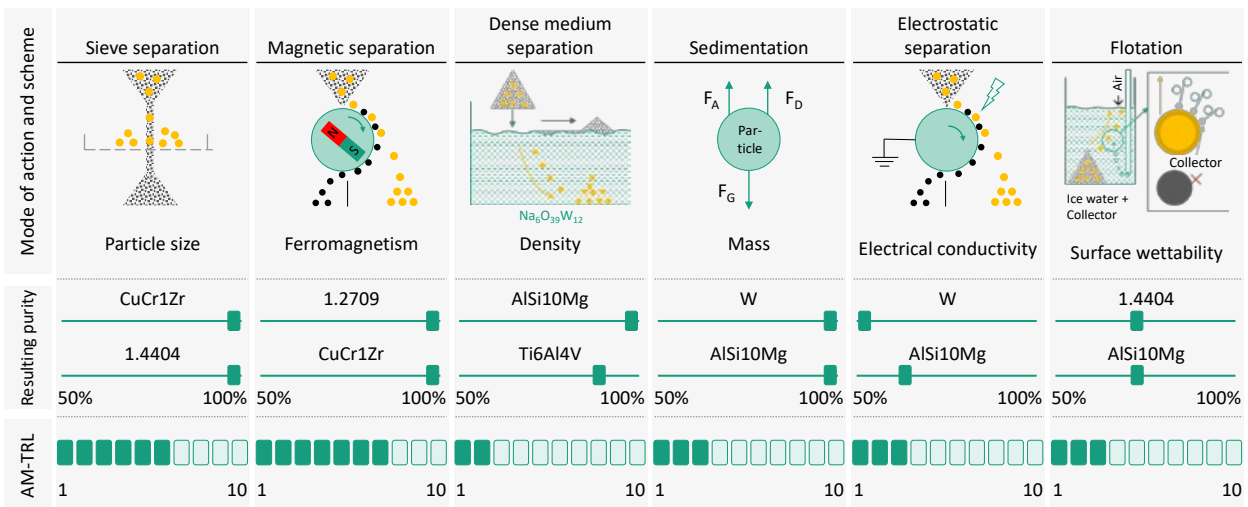 Mode of action and scheme
Sieve separation
Particle size
Magnetic separation
N
S
Ferromagnetism
Dense medium
separation
Na₆O₃₉W₁₂
Density
Sedimentation
F_A
F_D
Par-
ticle
F_G
Mass
Electrostatic
separation
Electrical conductivity
Flotation
Air
Collector
Ice water +
Collector
Surface wettability
Resulting purity
CuCr1Zr
1.2709
AlSi10Mg
W
W
1.4404
1.4404
CuCr1Zr
Ti6Al4V
AlSi10Mg
AlSi10Mg
AlSi10Mg
50% 100% 50% 100% 50% 100% 50% 100% 50% 100% 50% 100%
AM-TRL
1 10 1 10 1 10 1 10 1 10 1 10